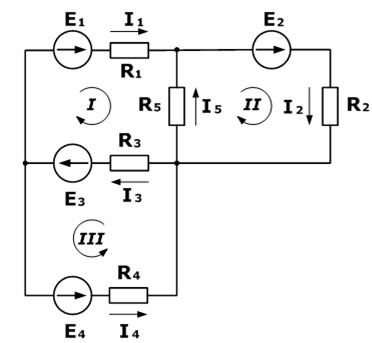 E1 I1 E2
R1
I R5 I5 II I2 R2
R3
E3 I3
III
R4
E4 I4